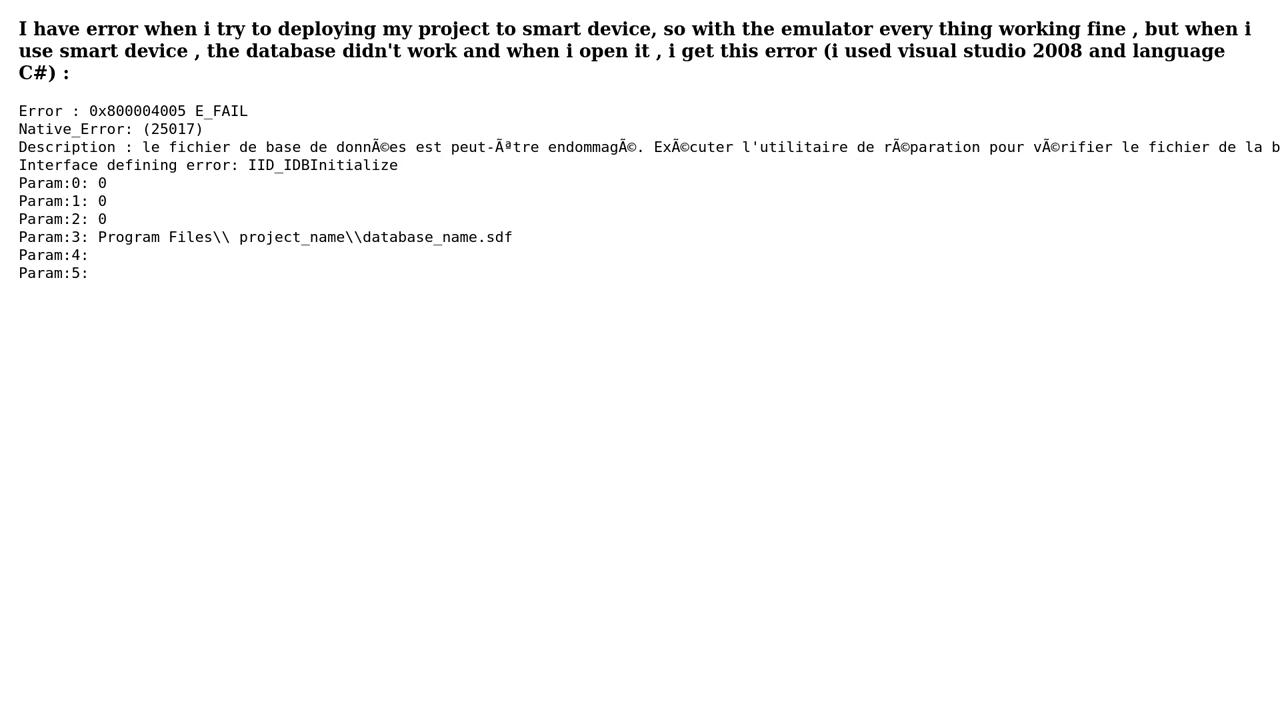 I have error when i try to deploying my project to smart device, so with the emulator every thing working fine , but when i
use smart device , the database didn't work and when i open it , i get this error (i used visual studio 2008 and language
C#) :
Error : 0x800004005 E_FAIL
Native_Error: (25017)
Description : le fichier de base de donnÃ©es est peut-Ãªtre endommagÃ©. ExÃ©cuter l'utilitaire de rÃ©paration pour vÃ©rifier le fichier de la b
Interface defining error: IID_IDBInitialize
Param:0: 0
Param:1: 0
Param:2: 0
Param:3: Program Files\\ project_name\\database_name.sdf
Param:4:
Param:5: